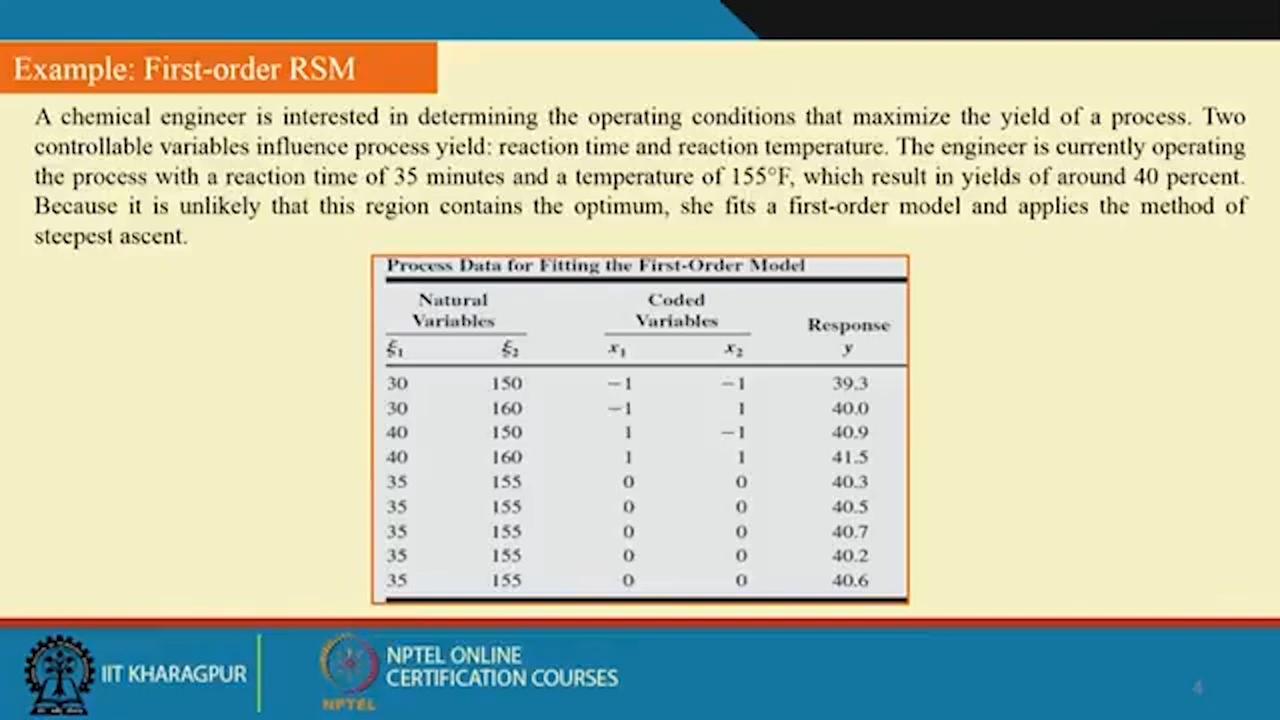 Example: First-order RSM
A chemical engineer is interested in determining the operating conditions that maximize the yield of a process. Two
controllable variables influence process yield: reaction time and reaction temperature. The engineer is currently operating
the process with a reaction time of 35 minutes and a temperature of 155°F, which result in yields of around 40 percent.
Because it is unlikely that this region contains the optimum, she fits a first-order model and applies the method of
steepest ascent.
Process Data for Fitting the First-Order Model
Natural Variables Coded Variables Response
ξ₁ ξ₂ x₁ x₂ y
30 150 −1 −1 39.3
30 160 −1 1 40.0
40 150 1 −1 40.9
40 160 1 1 41.5
35 155 0 0 40.3
35 155 0 0 40.5
35 155 0 0 40.7
35 155 0 0 40.2
35 155 0 0 40.6
IIT KHARAGPUR
NPTEL
NPTEL ONLINE
CERTIFICATION COURSES
4